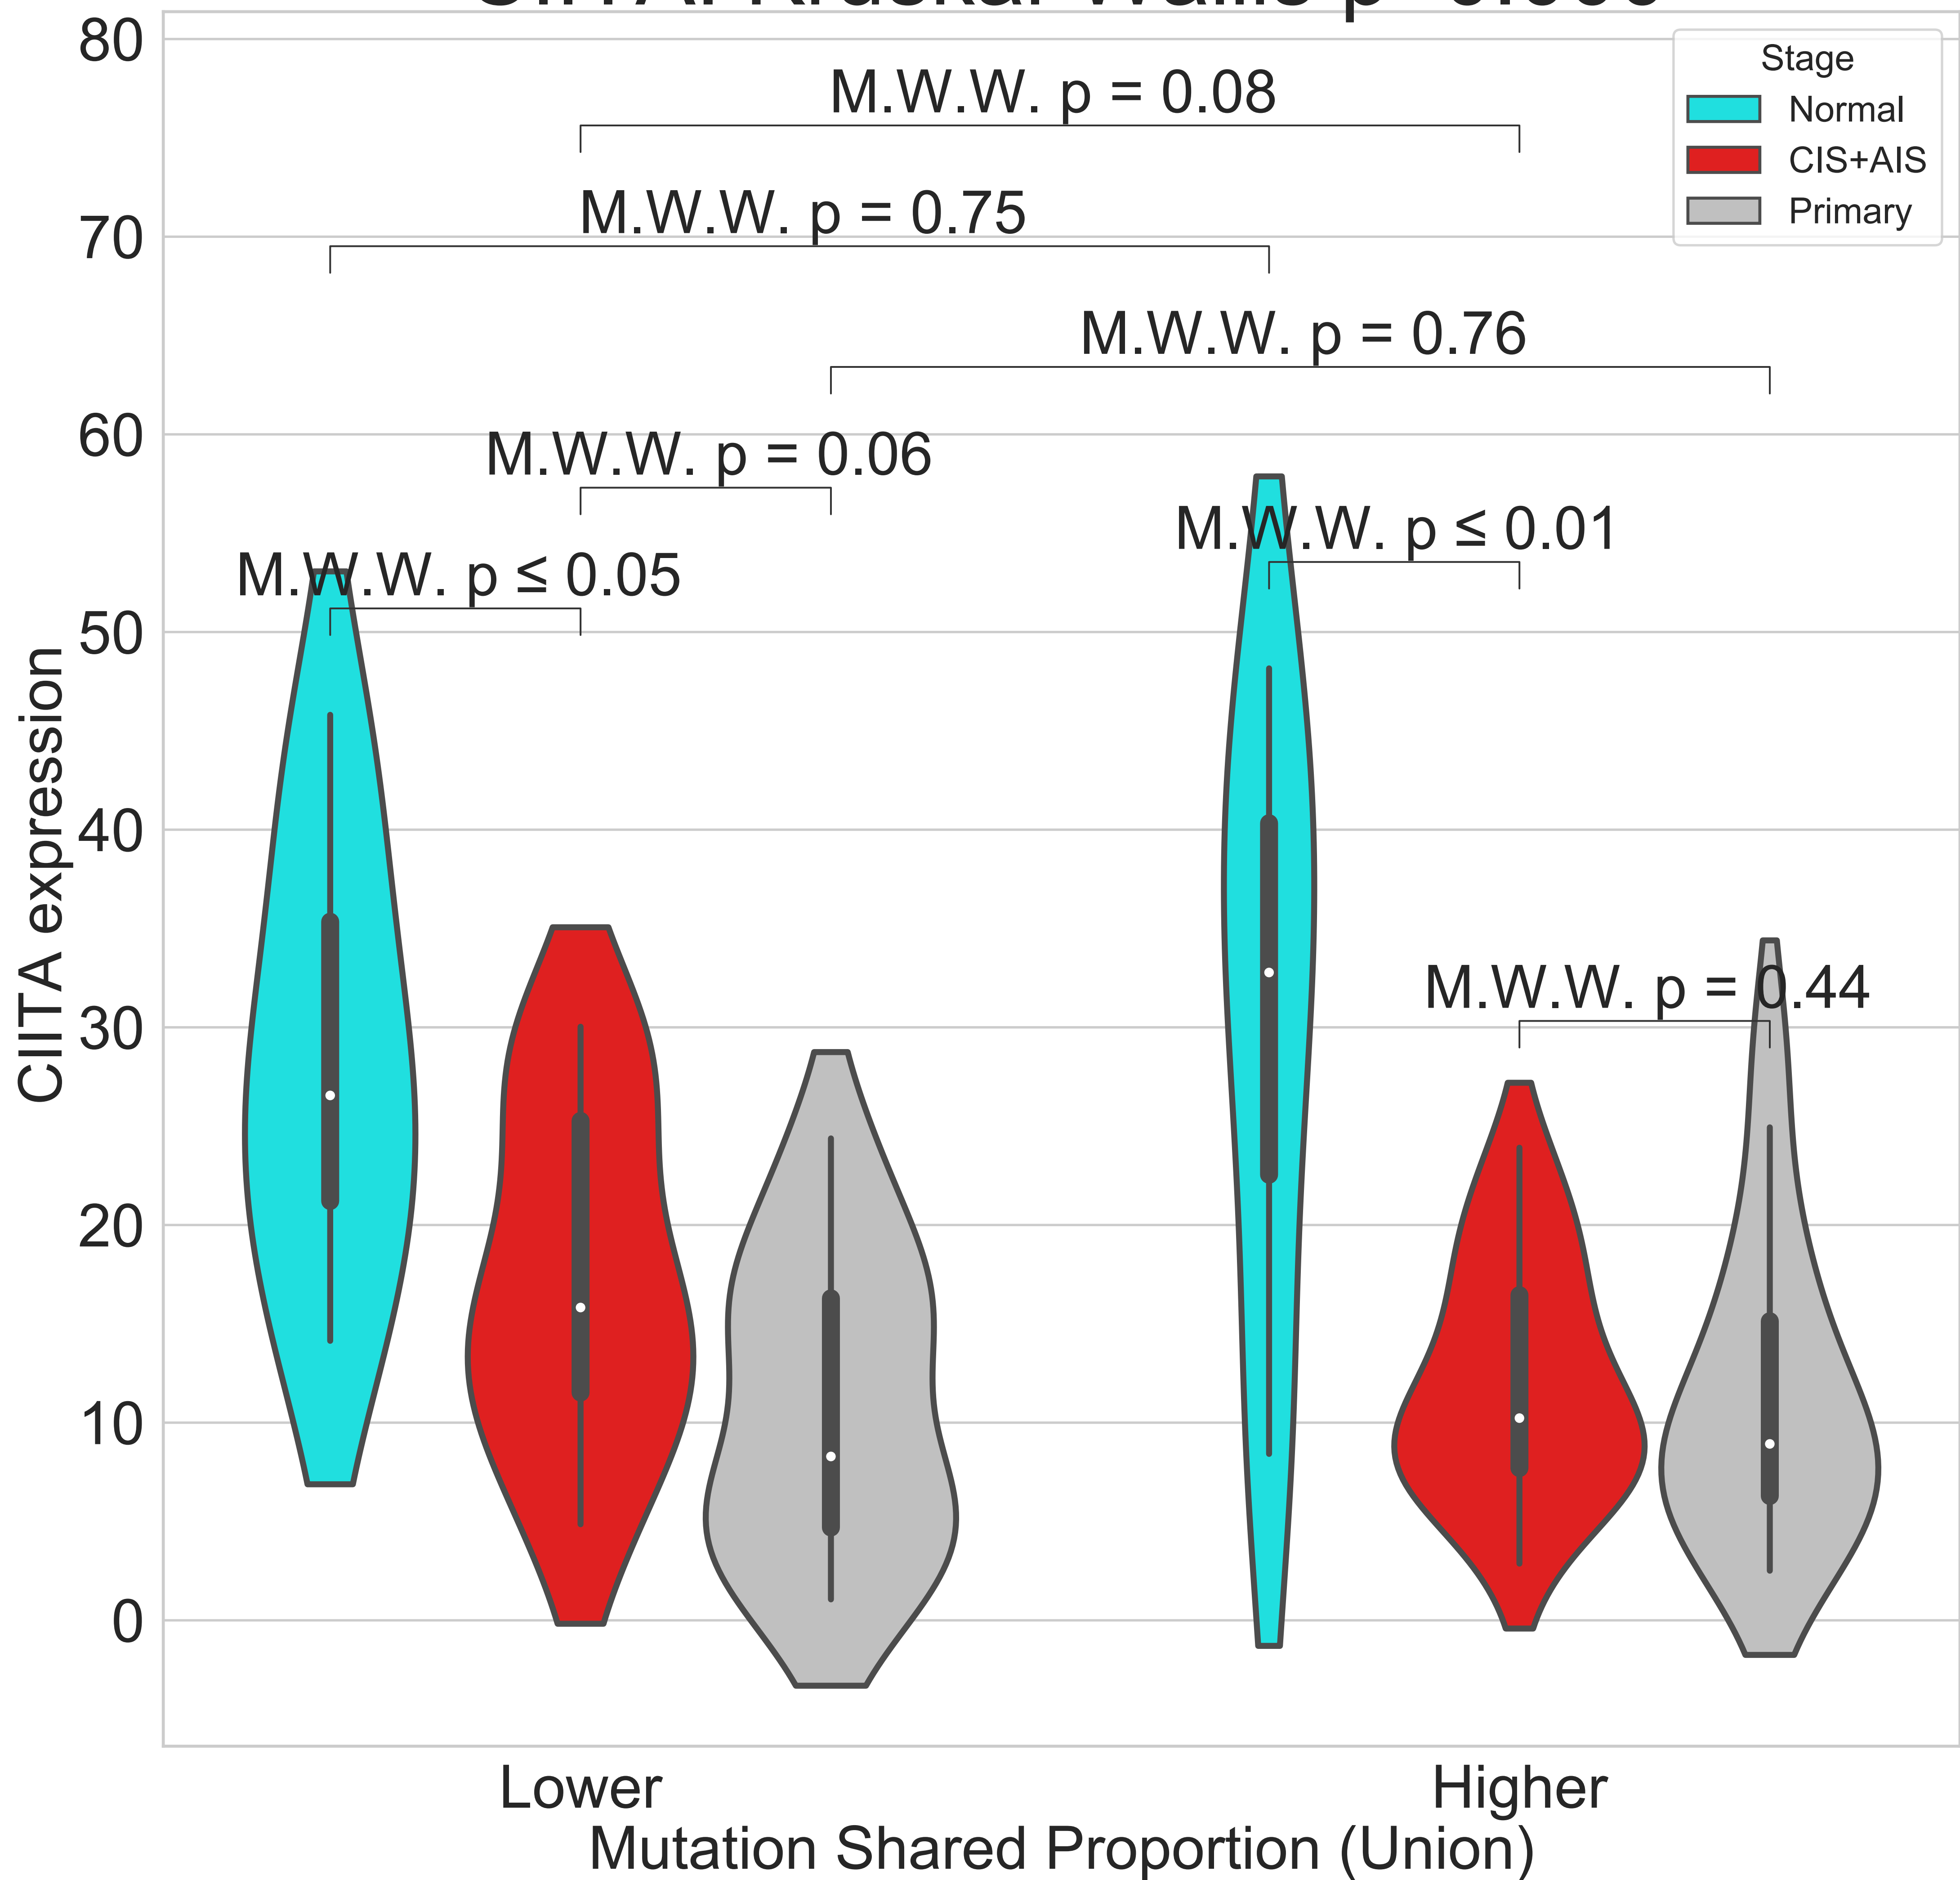 80
70
60
50
40
30
20
10
0
CIITA expression
M.W.W. p = 0.08
M.W.W. p = 0.75
M.W.W. p = 0.76
M.W.W. p = 0.06
M.W.W. p ≤ 0.01
M.W.W. p ≤ 0.05
M.W.W. p = 0.44
Stage
Normal
CIS+AIS
Primary
Lower
Higher
Mutation Shared Proportion (Union)